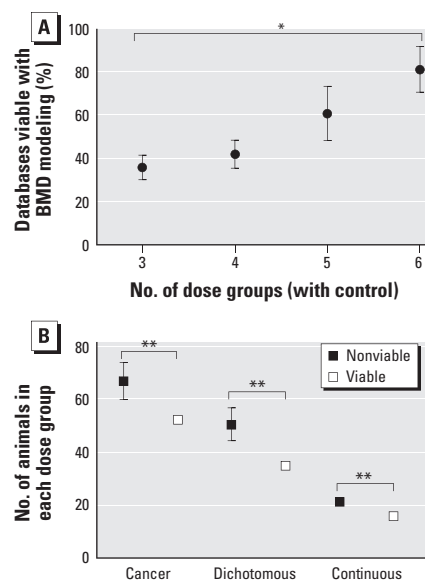 A
Databases viable with
BMD modeling (%)
100
80
60
40
20
0
*
3 4 5 6
No. of dose groups (with control)
B
No. of animals in
each dose group
80
60
40
20
0
**
**
**
■ Nonviable
□ Viable
Cancer Dichotomous Continuous